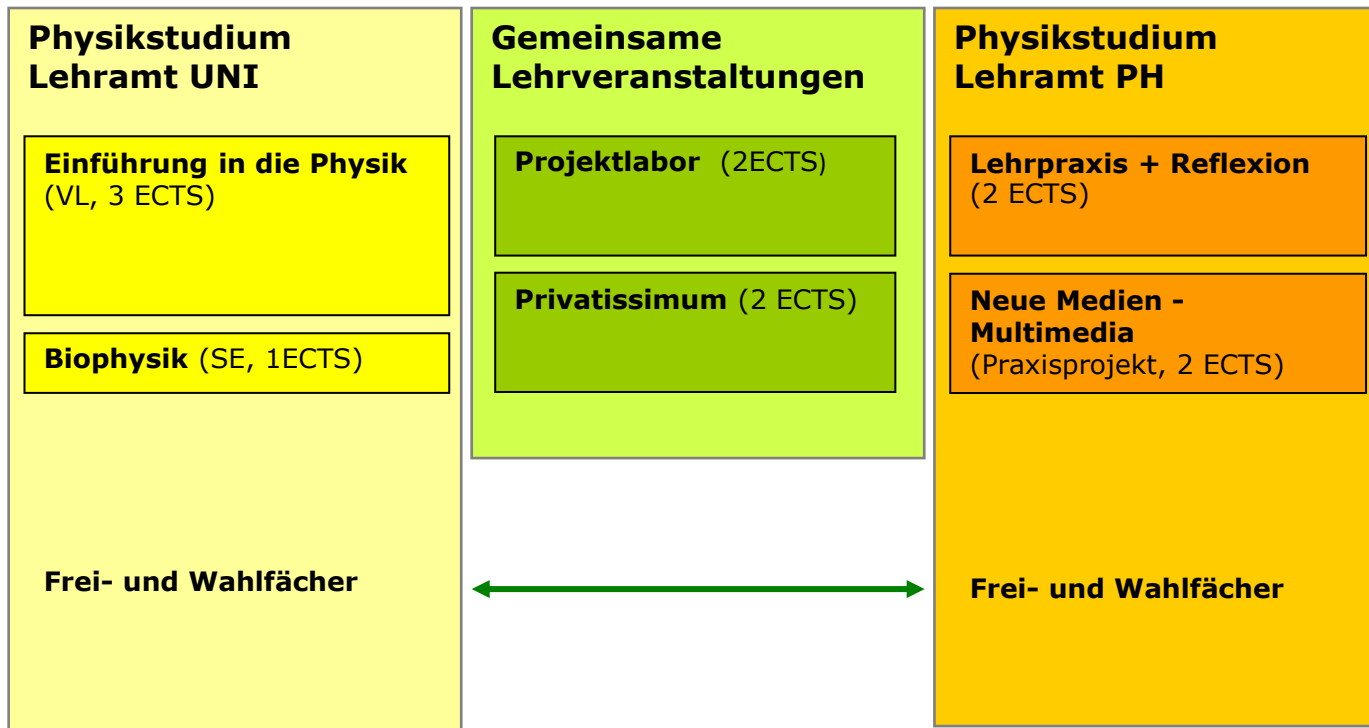 Physikstudium
Lehramt UNI
Einführung in die Physik
(VL, 3 ECTS)
Biophysik (SE, 1ECTS)
Frei- und Wahlfächer
Gemeinsame
Lehrveranstaltungen
Projektlabor (2ECTS)
Privatissimum (2 ECTS)
Physikstudium
Lehramt PH
Lehrpraxis + Reflexion
(2 ECTS)
Neue Medien -
Multimedia
(Praxisprojekt, 2 ECTS)
Frei- und Wahlfächer